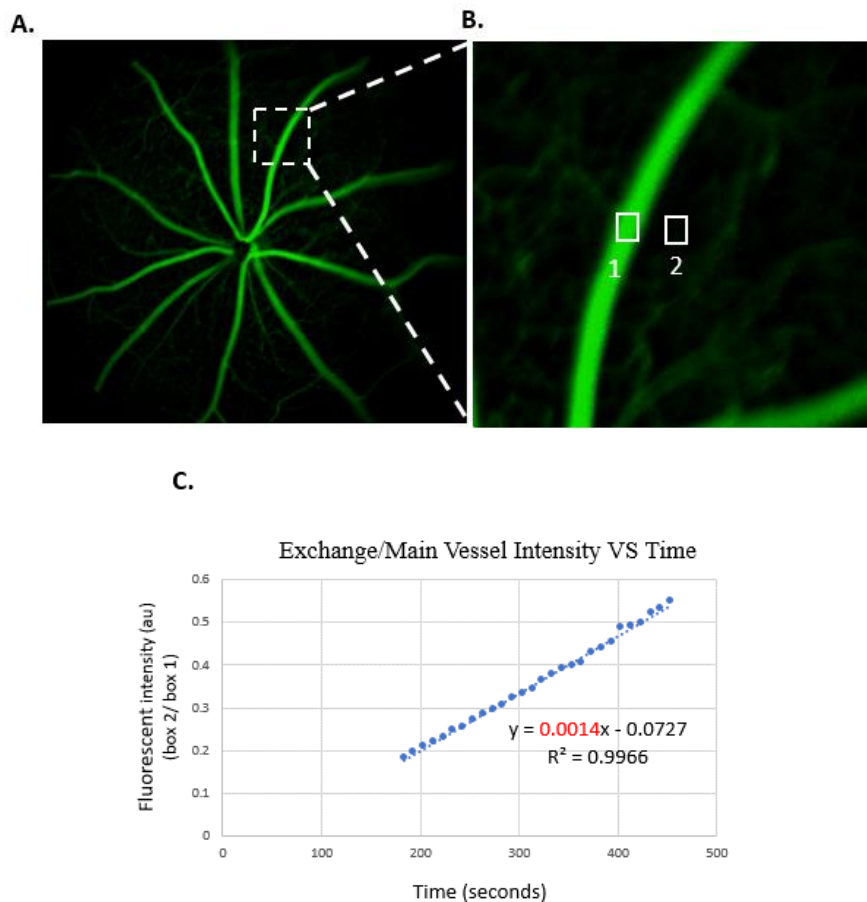 A.
B.
1
2
C.
Exchange/Main Vessel Intensity VS Time
Fluorescent intensity (au)
(box 2/ box 1)
0.6
0.5
0.4
0.3
0.2
0.1
0
y = 0.0014x - 0.0727
R² = 0.9966
0 100 200 300 400 500
Time (seconds)